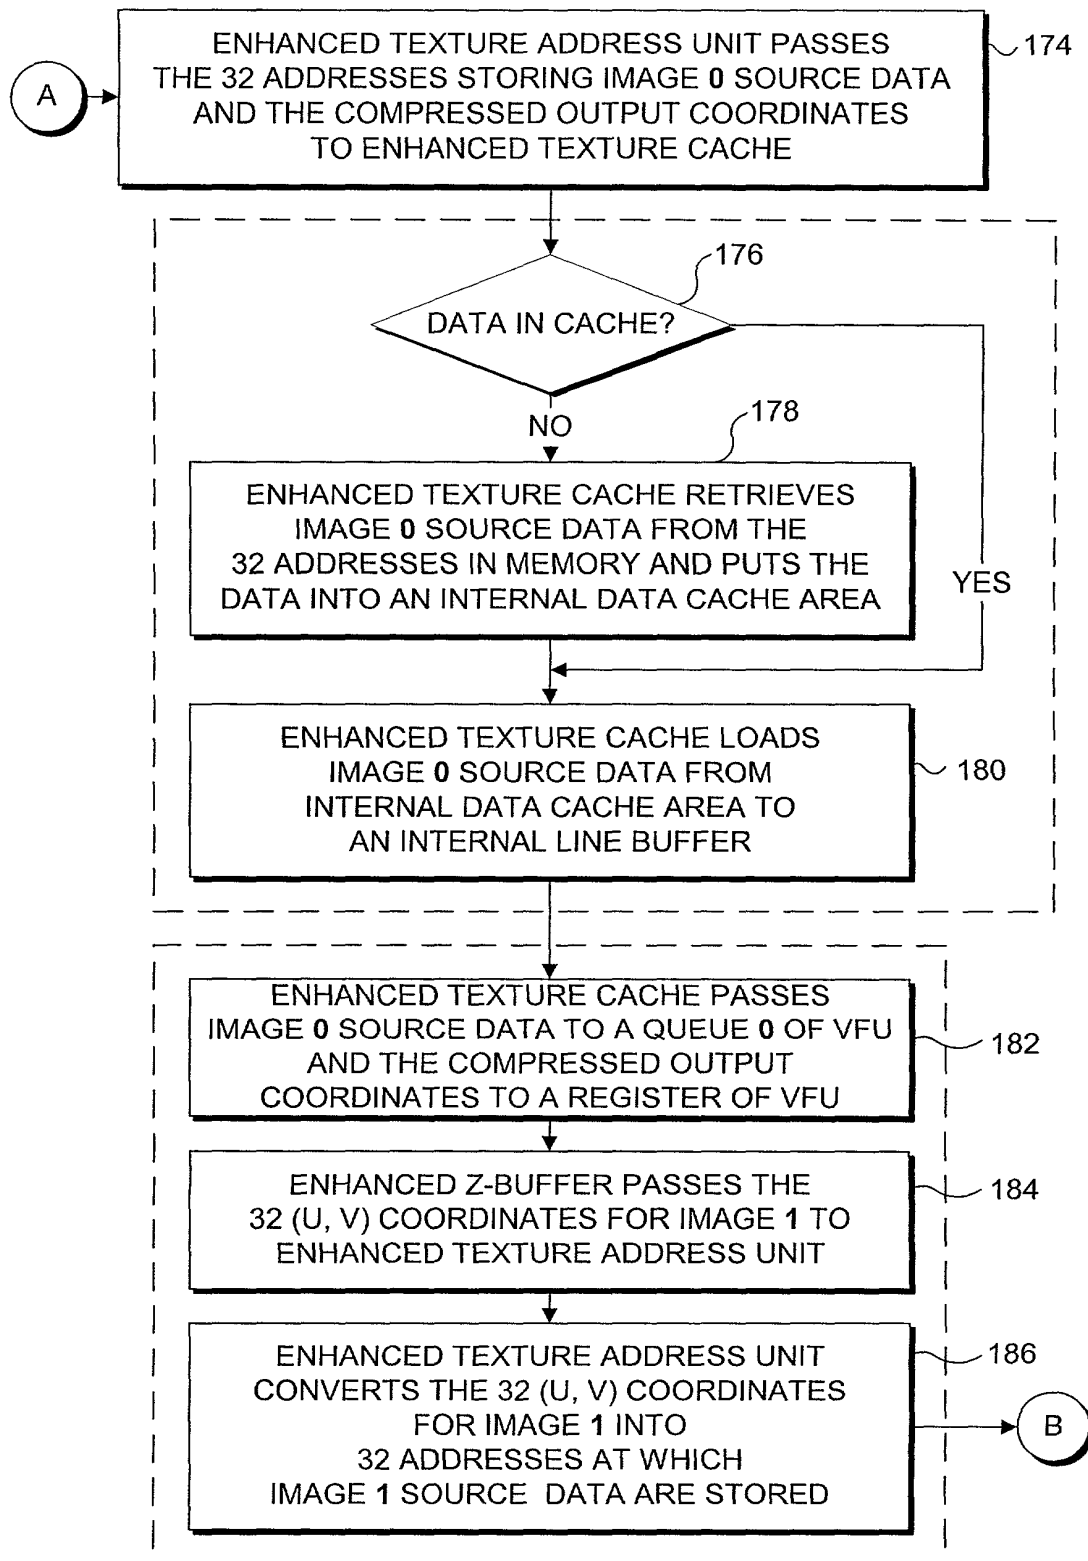 ENHANCED TEXTURE ADDRESS UNIT PASSES
THE 32 ADDRESSES STORING IMAGE 0 SOURCE DATA
AND THE COMPRESSED OUTPUT COORDINATES
TO ENHANCED TEXTURE CACHE
174
A
176
DATA IN CACHE?
NO
178
ENHANCED TEXTURE CACHE RETRIEVES
IMAGE 0 SOURCE DATA FROM THE
32 ADDRESSES IN MEMORY AND PUTS THE
DATA INTO AN INTERNAL DATA CACHE AREA
YES
ENHANCED TEXTURE CACHE LOADS
IMAGE 0 SOURCE DATA FROM
INTERNAL DATA CACHE AREA TO
AN INTERNAL LINE BUFFER
180
ENHANCED TEXTURE CACHE PASSES
IMAGE 0 SOURCE DATA TO A QUEUE 0 OF VFU
AND THE COMPRESSED OUTPUT
COORDINATES TO A REGISTER OF VFU
182
ENHANCED Z-BUFFER PASSES THE
32 (U, V) COORDINATES FOR IMAGE 1 TO
ENHANCED TEXTURE ADDRESS UNIT
184
ENHANCED TEXTURE ADDRESS UNIT
CONVERTS THE 32 (U, V) COORDINATES
FOR IMAGE 1 INTO
32 ADDRESSES AT WHICH
IMAGE 1 SOURCE DATA ARE STORED
186
B